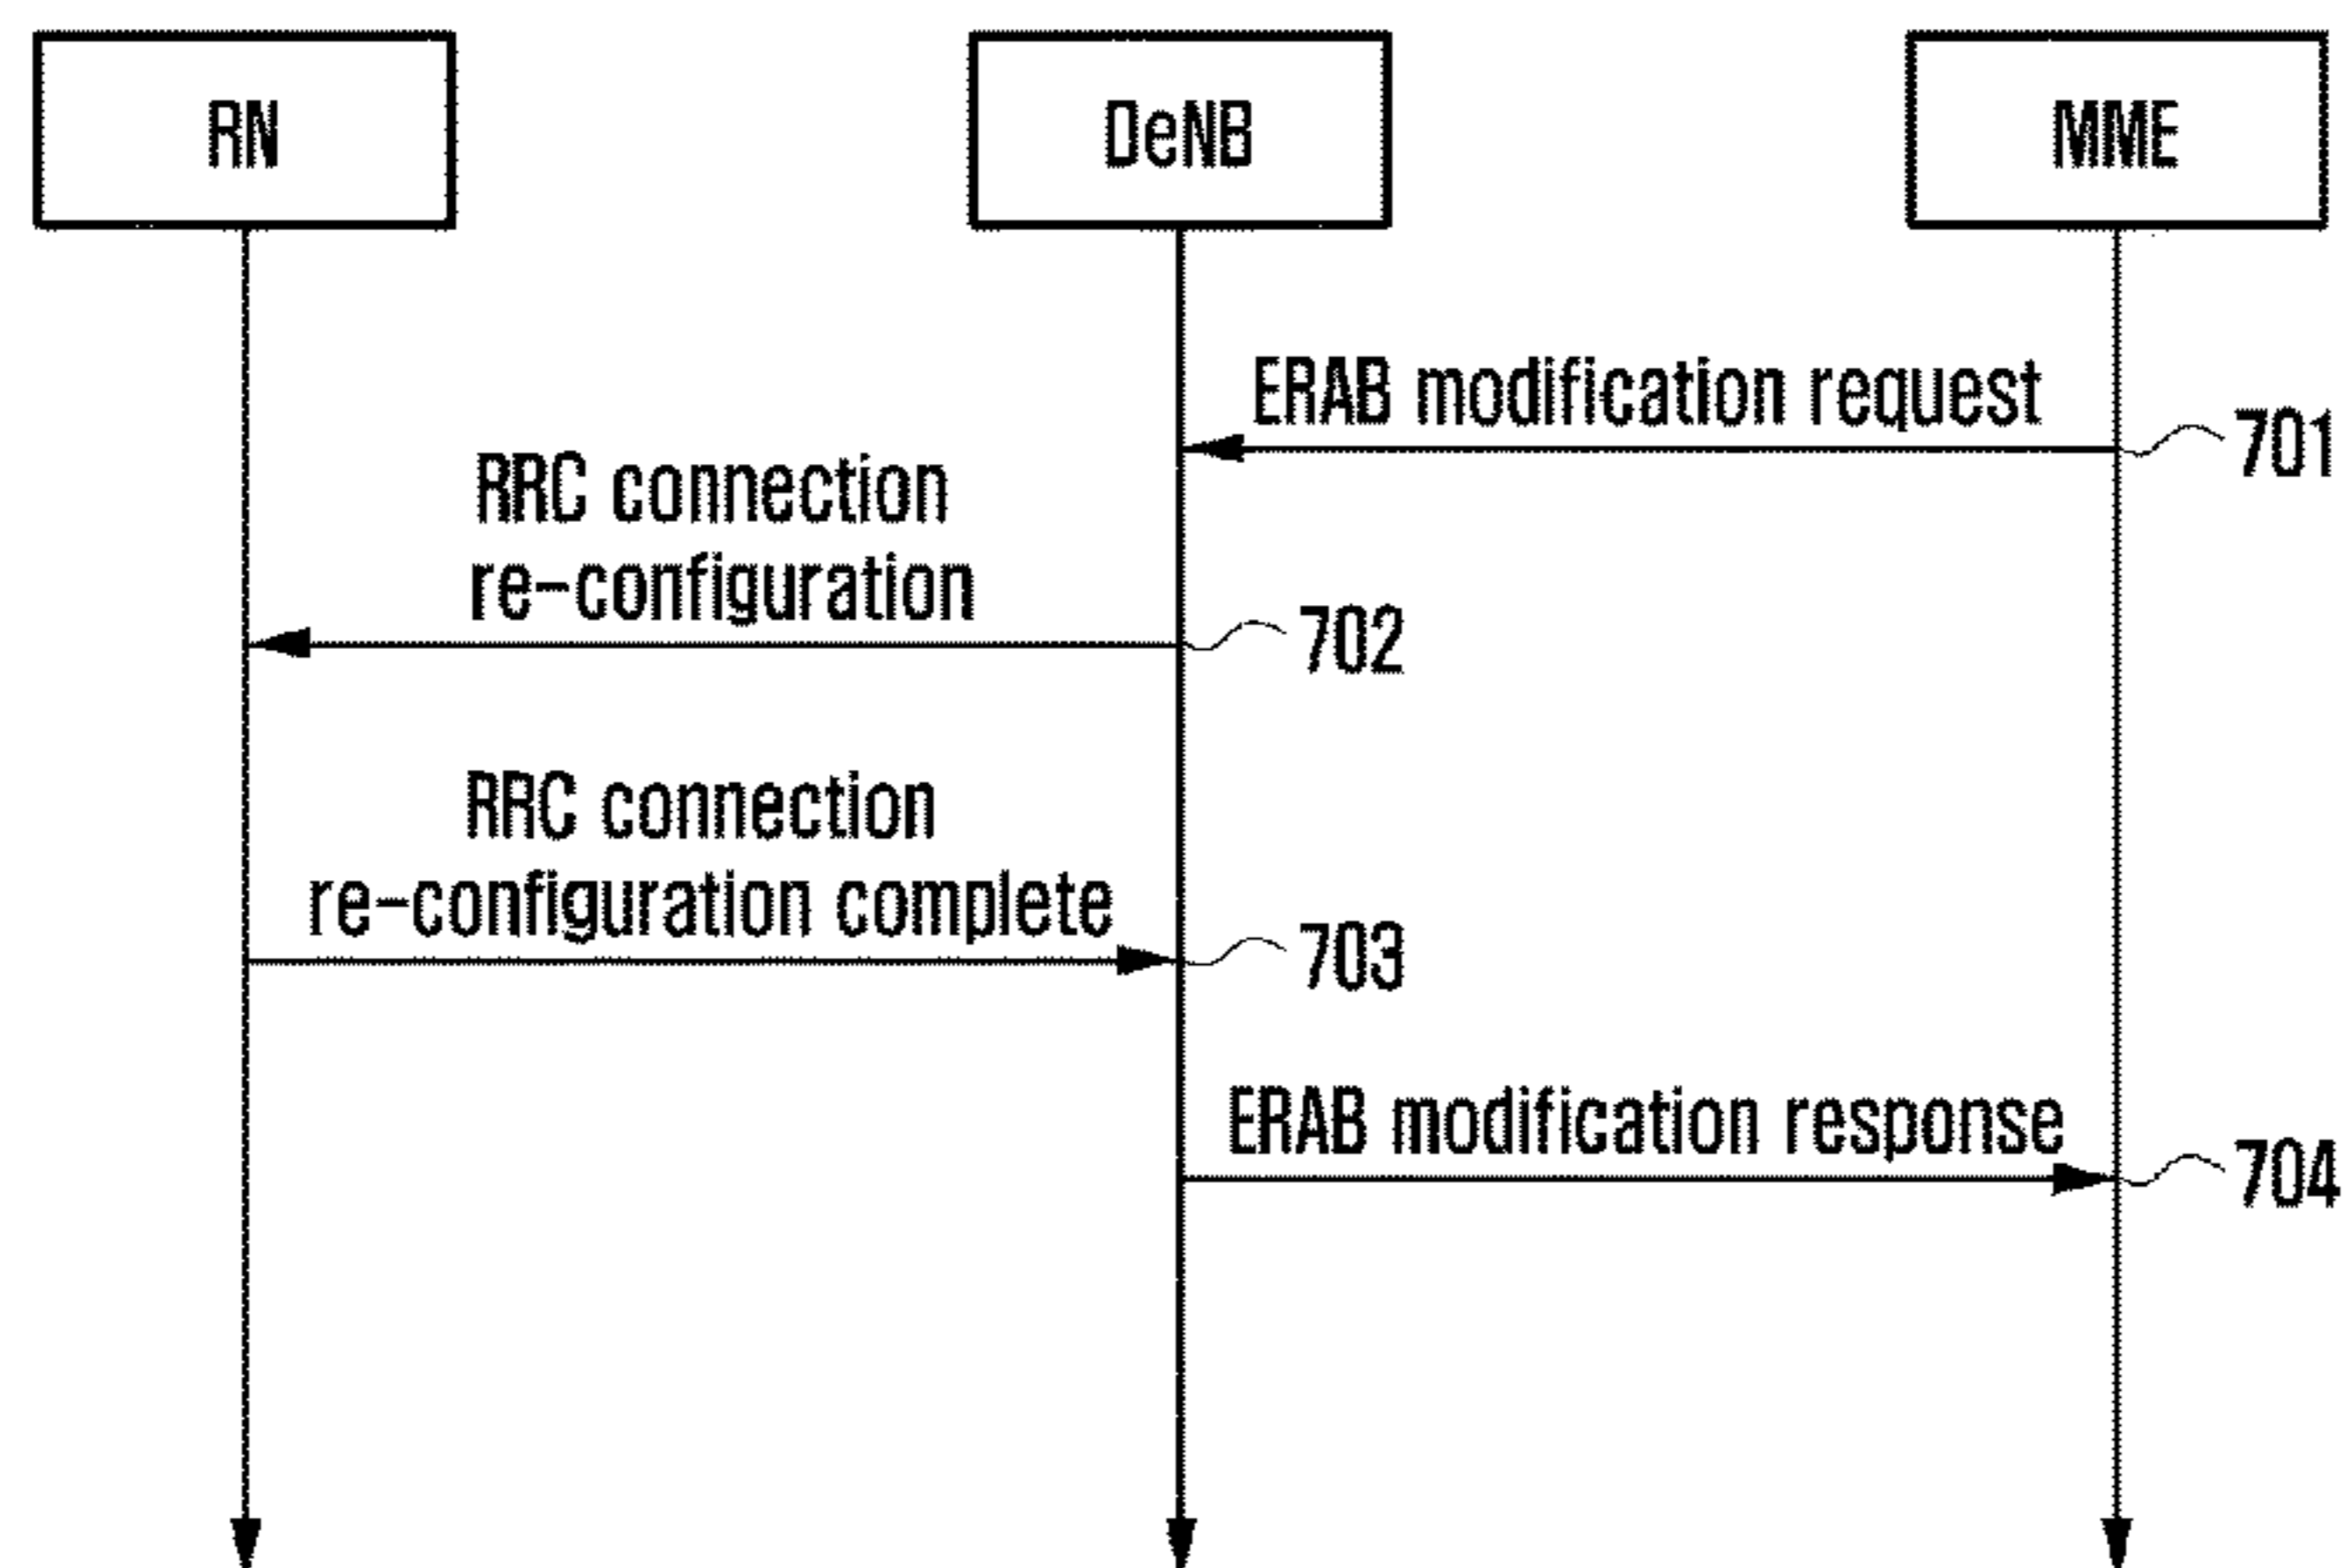 RN
DeNB
MME
ERAB modification request
701
RRC connection
re-configuration
702
RRC connection
re-configuration complete
703
ERAB modification response
704